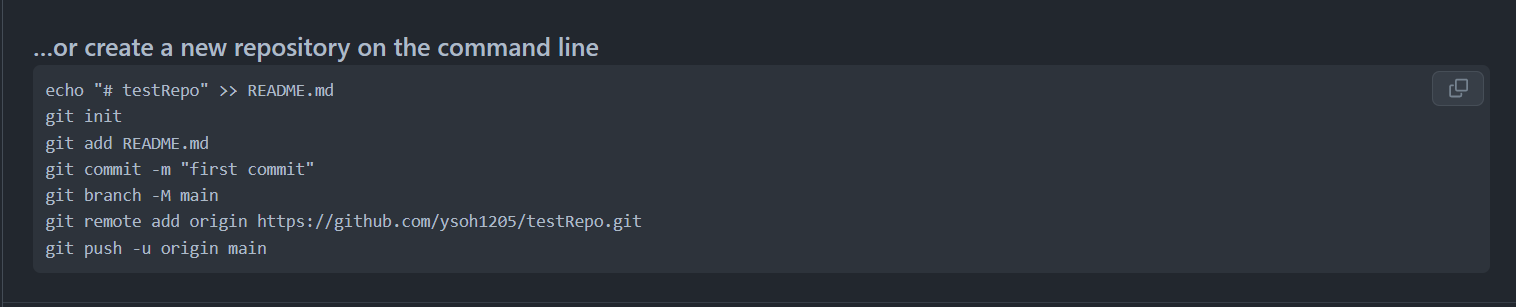 ...or create a new repository on the command line
echo "# testRepo" >> README.md
git init
git add README.md
git commit -m "first commit"
git branch -M main
git remote add origin https://github.com/ysoh1205/testRepo.git
git push -u origin main